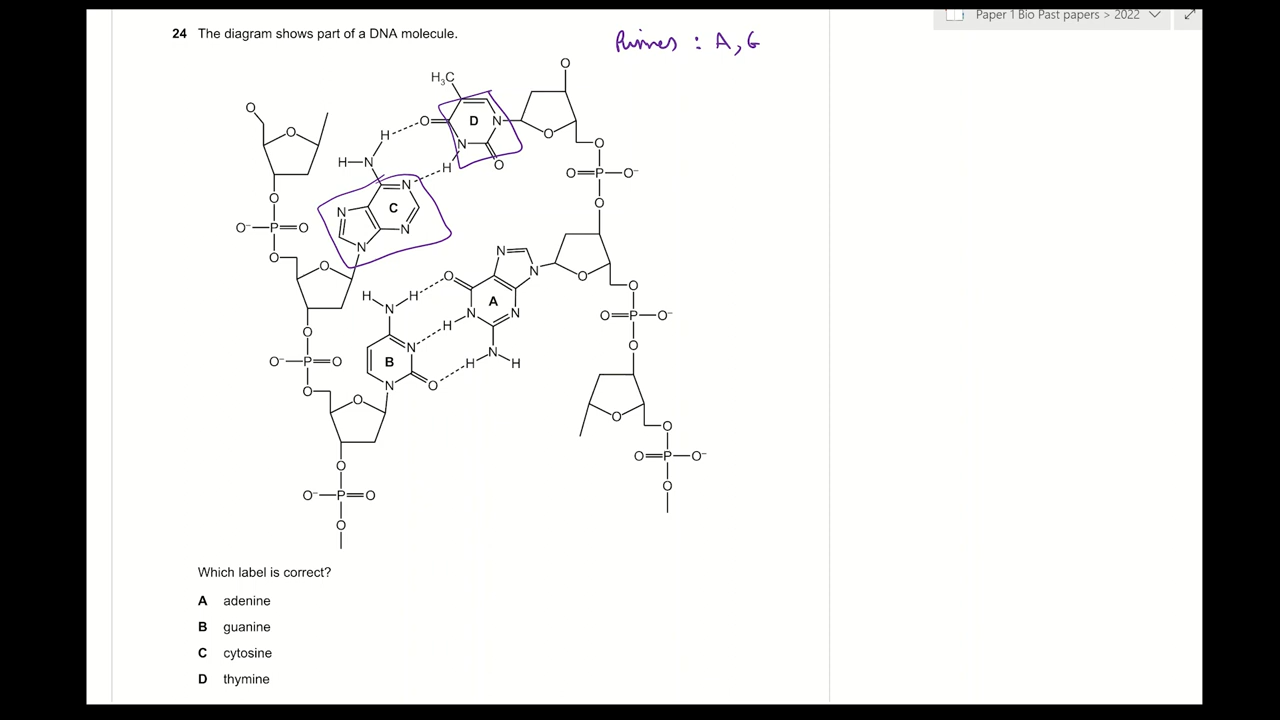 Paper 1 Bio Past papers > 2022
24 The diagram shows part of a DNA molecule.
Purines : A, G
O
H₃C
O
O D N
H
O
O
N
H–N
H
O
O
O=P–O⁻
N
O
N C
O
O⁻–P=O
N
N
N
N
O
O
O
H H
O
O
N A
N
N
H
N
O=P–O⁻
O
N
O
O⁻–P=O
B
N
H H
O
N
O
O
O
O
O
O=P–O⁻
O
O
O⁻–P=O
O
Which label is correct?
A adenine
B guanine
C cytosine
D thymine